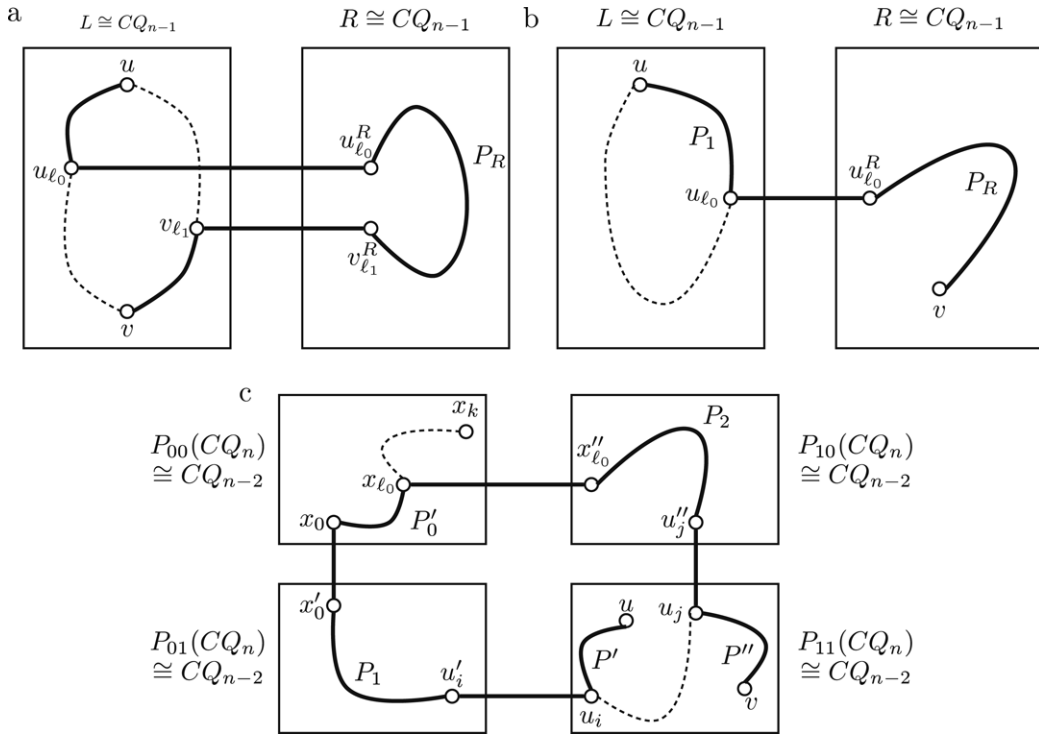 a
L ≅ CQ_{n-1}
R ≅ CQ_{n-1}
u
u_{ℓ_0}
u^R_{ℓ_0}
P_R
v_{ℓ_1}
v^R_{ℓ_1}
v
b
L ≅ CQ_{n-1}
R ≅ CQ_{n-1}
u
P_1
u_{ℓ_0}
u^R_{ℓ_0}
P_R
v
c
P_{00}(CQ_n)
≅ CQ_{n-2}
x_k
x_{ℓ_0}
x_0
P'_0
x''_{ℓ_0}
P_2
u''_j
P_{10}(CQ_n)
≅ CQ_{n-2}
P_{01}(CQ_n)
≅ CQ_{n-2}
x'_0
P_1
u'_i
u
u_j
P'
P''
u_i
v
P_{11}(CQ_n)
≅ CQ_{n-2}